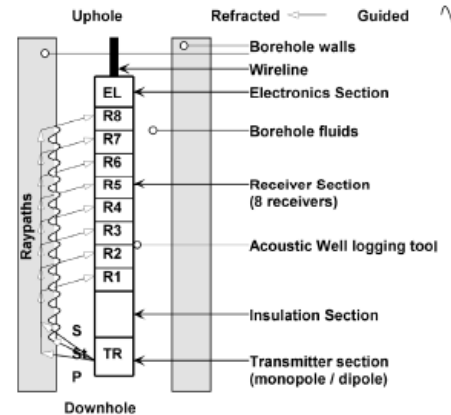 Uphole
Refracted
Guided
Borehole walls
Wireline
EL
Electronics Section
R8
R7
Borehole fluids
R6
R5
Receiver Section
(8 receivers)
R4
R3
Acoustic Well logging tool
R2
R1
Raypaths
Insulation Section
S
St
TR
Transmitter section
(monopole / dipole)
P
Downhole